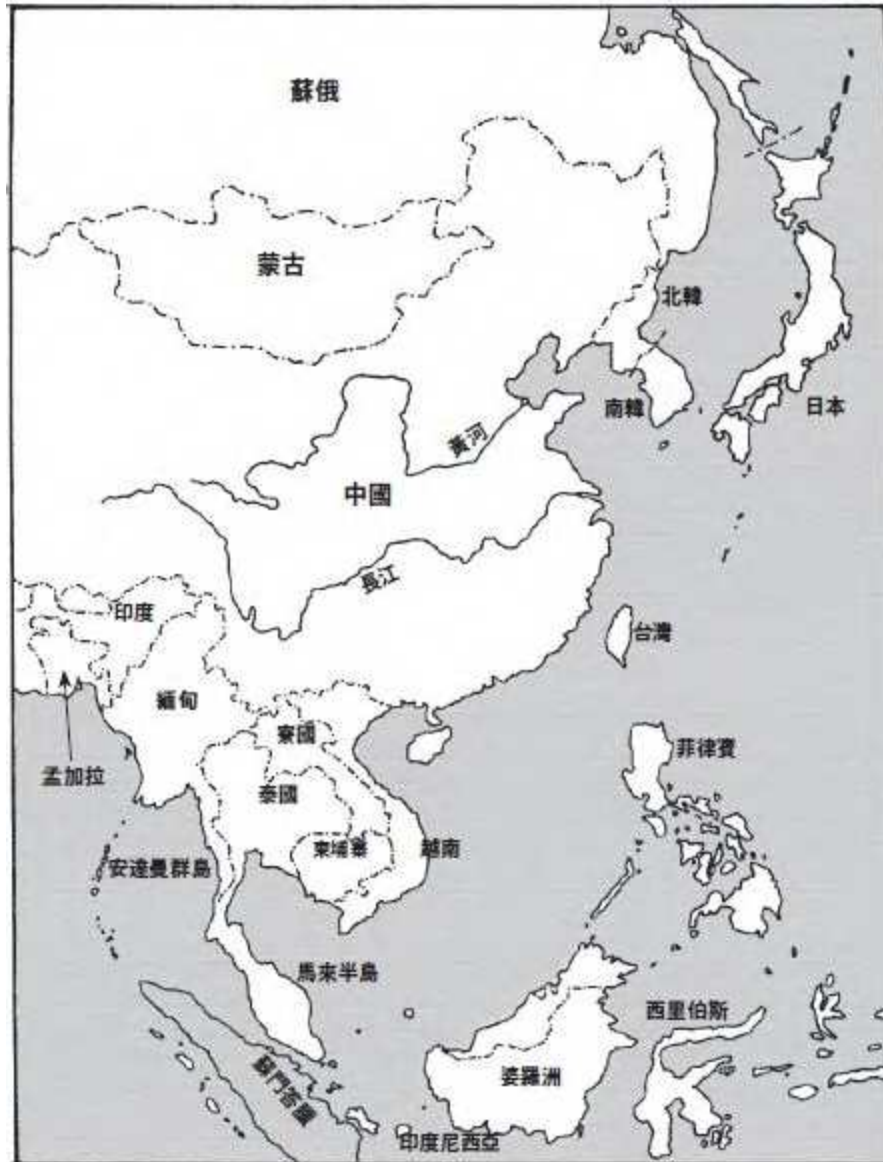 蘇俄
蒙古
北韓
南韓
日本
黃河
中國
長江
印度
台灣
緬甸
寮國
菲律賓
孟加拉
泰國
柬埔寨
越南
安達曼群島
馬來半島
西里伯斯
蘇門答臘
婆羅洲
印度尼西亞